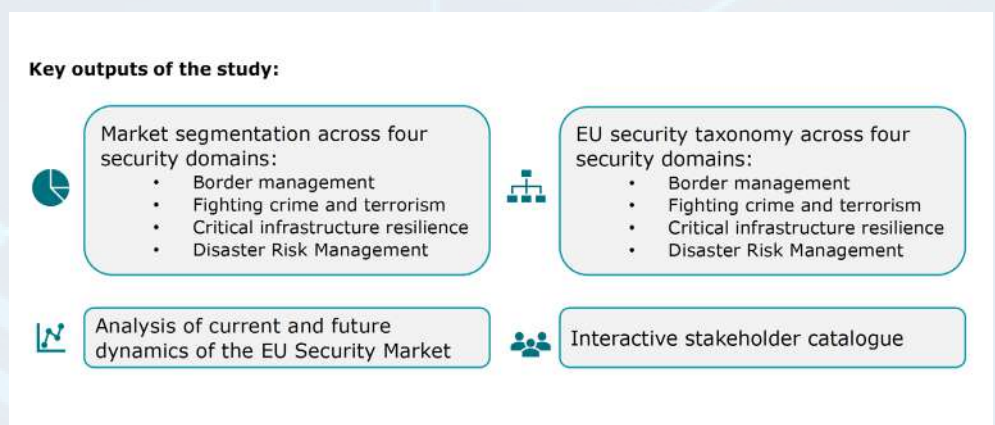 Key outputs of the study:
Market segmentation across four
security domains:
• Border management
• Fighting crime and terrorism
• Critical infrastructure resilience
• Disaster Risk Management
EU security taxonomy across four
security domains:
• Border management
• Fighting crime and terrorism
• Critical infrastructure resilience
• Disaster Risk Management
Analysis of current and future
dynamics of the EU Security Market
Interactive stakeholder catalogue